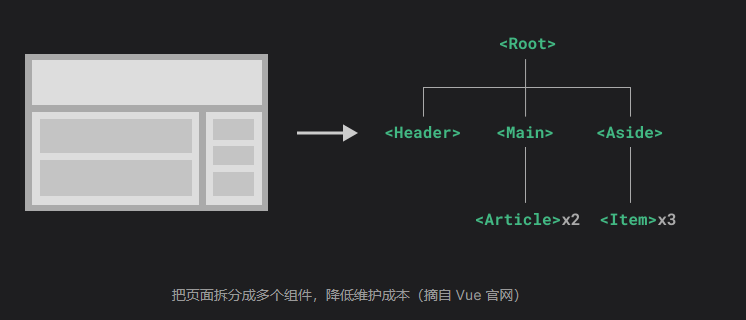 <Root>
<Header> <Main> <Aside>
<Article>x2 <Item>x3
把页面拆分成多个组件，降低维护成本（摘自 Vue 官网）